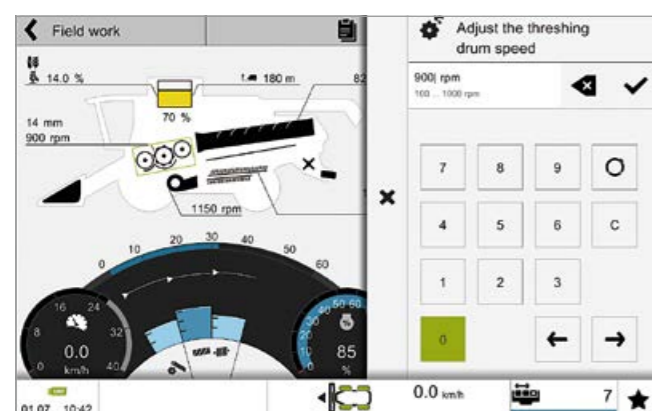 Field work
14.0 %
180 m
82
70 %
14 mm
900 rpm
1150 rpm
0 10 20 30 40 50 60
0 8 16 24 32 40
0.0
km/h
30 40 50 60
85
%
01.07 10:42
Adjust the threshing
drum speed
900 rpm
100 ... 1000 rpm
7 8 9
4 5 6 C
1 2 3
0
0.0 km/h
7